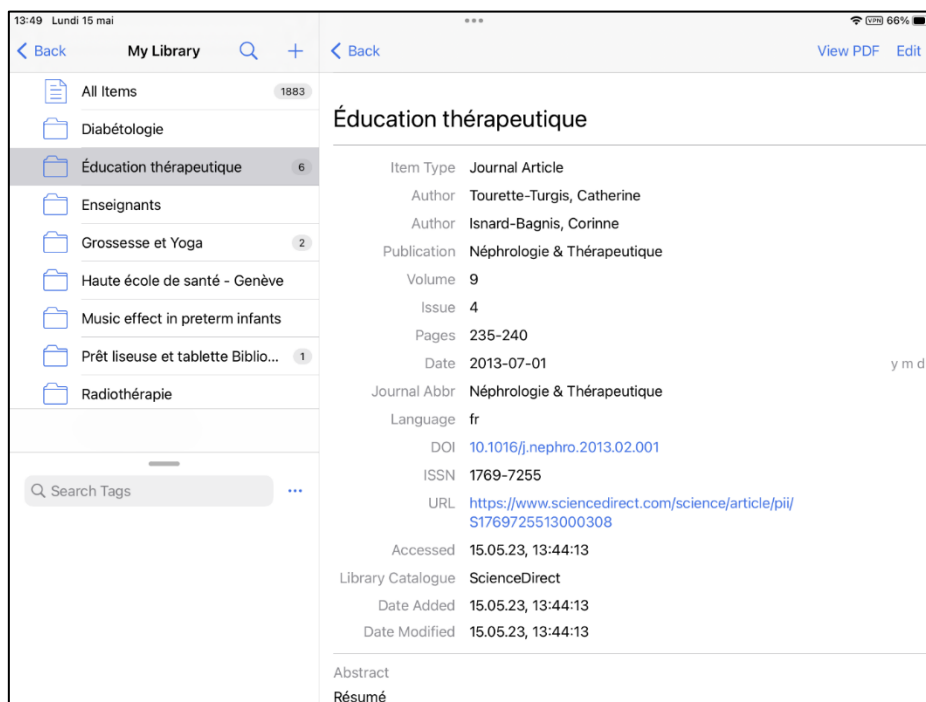 13:49 Lundi 15 mai
VPN 66%
Back My Library
All Items 1883
Diabétologie
Éducation thérapeutique 6
Enseignants
Grossesse et Yoga 2
Haute école de santé - Genève
Music effect in preterm infants
Prêt liseuse et tablette Biblio... 1
Radiothérapie
Search Tags
Back View PDF Edit
Éducation thérapeutique
Item Type Journal Article
Author Tourette-Turgis, Catherine
Author Isnard-Bagnis, Corinne
Publication Néphrologie & Thérapeutique
Volume 9
Issue 4
Pages 235-240
Date 2013-07-01 y m d
Journal Abbr Néphrologie & Thérapeutique
Language fr
DOI 10.1016/j.nephro.2013.02.001
ISSN 1769-7255
URL https://www.sciencedirect.com/science/article/pii/
S1769725513000308
Accessed 15.05.23, 13:44:13
Library Catalogue ScienceDirect
Date Added 15.05.23, 13:44:13
Date Modified 15.05.23, 13:44:13
Abstract
Résumé